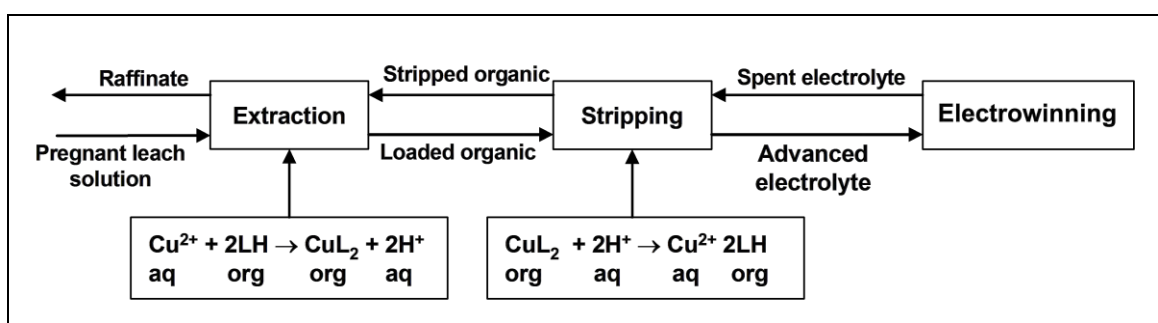 Raffinate
Stripped organic
Spent electrolyte
Extraction
Stripping
Electrowinning
Pregnant leach
solution
Loaded organic
Advanced
electrolyte
Cu²⁺ + 2LH → CuL₂ + 2H⁺
aq org org aq
CuL₂ + 2H⁺ → Cu²⁺ 2LH
org aq aq org